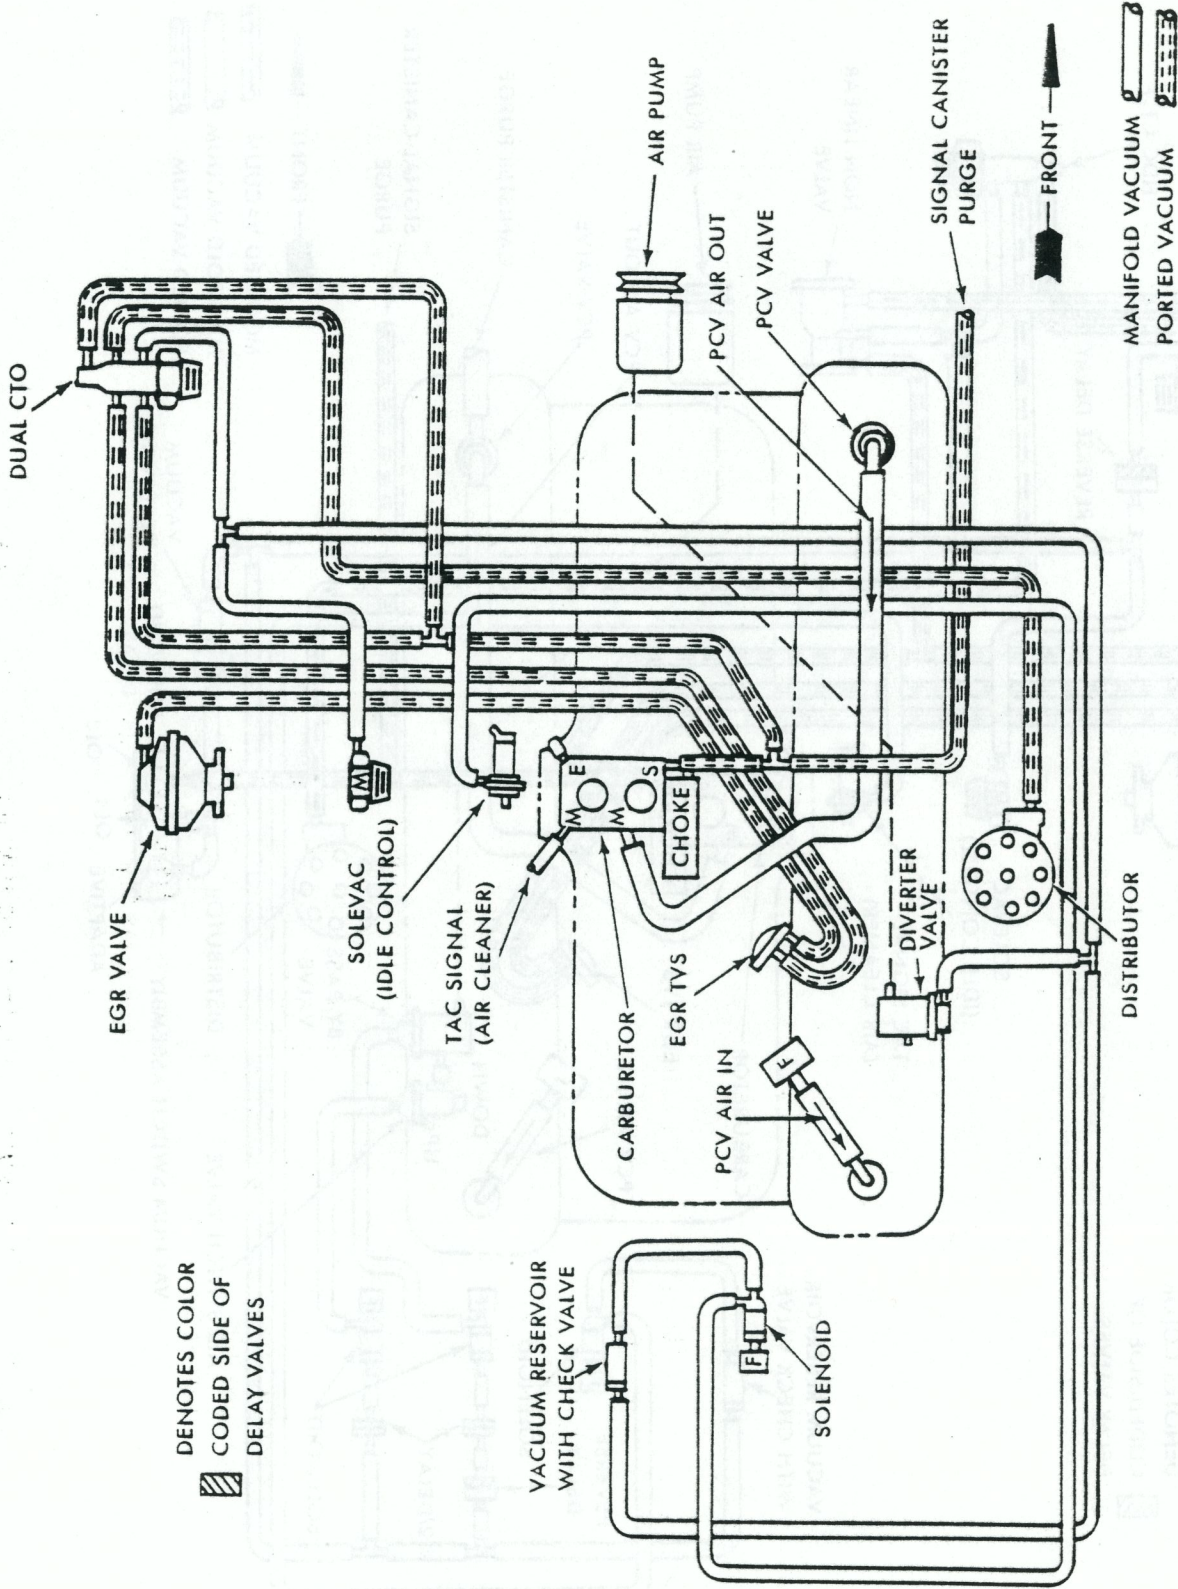 DUAL CTO
AIR PUMP
PCV AIR OUT
PCV VALVE
SIGNAL CANISTER
PURGE
FRONT
MANIFOLD VACUUM
PORTED VACUUM
EGR VALVE
SOLEVAC
(IDLE CONTROL)
TAC SIGNAL
(AIR CLEANER)
M
M
M
E
S
CHOKE
CARBURETOR
EGR TVS
PCV AIR IN
F
DIVERTER
VALVE
DISTRIBUTOR
DENOTES COLOR
CODED SIDE OF
DELAY VALVES
VACUUM RESERVOIR
WITH CHECK VALVE
F
SOLENOID